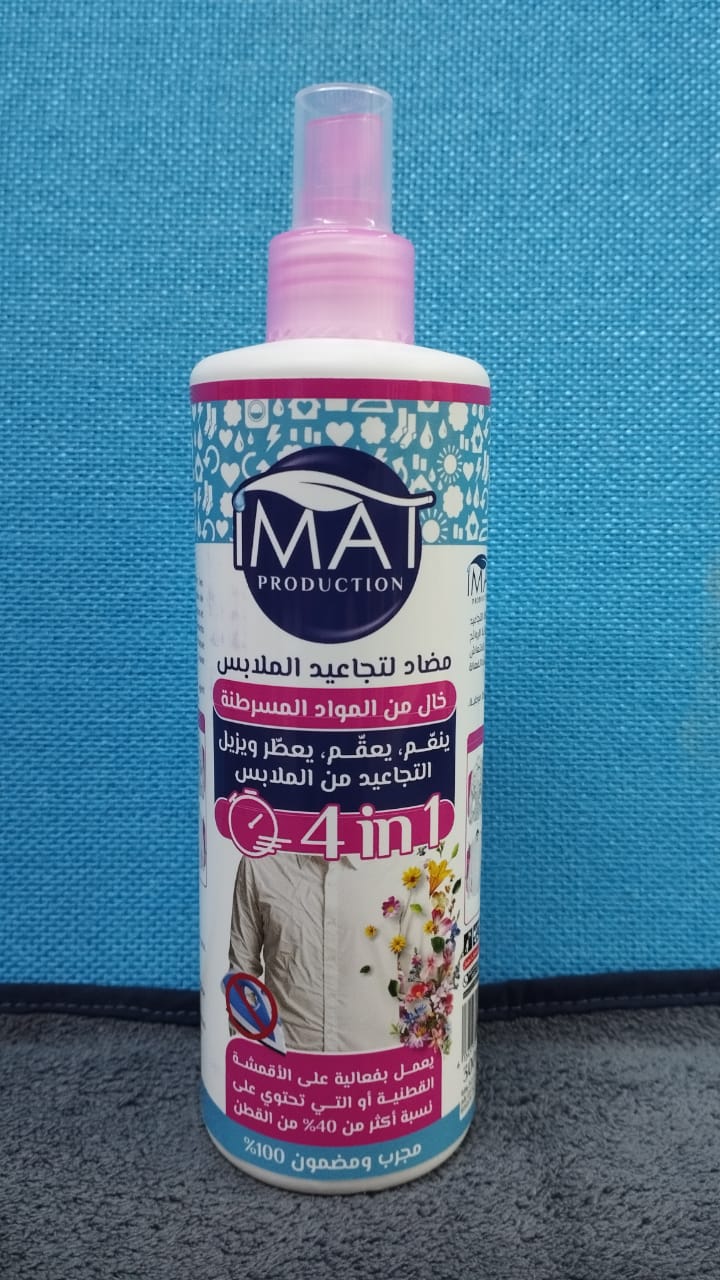 IMAT
PRODUCTION
مضاد لتجاعيد الملابس
خال من المواد المسرطنة
ينعّم، يعقّم، يعطّر ويزيل
التجاعيد من الملابس
4 in 1
يعمل بفعالية على الأقمشة
القطنية أو التي تحتوي على
نسبة أكثر من 40% من القطن
مجرب ومضمون 100%